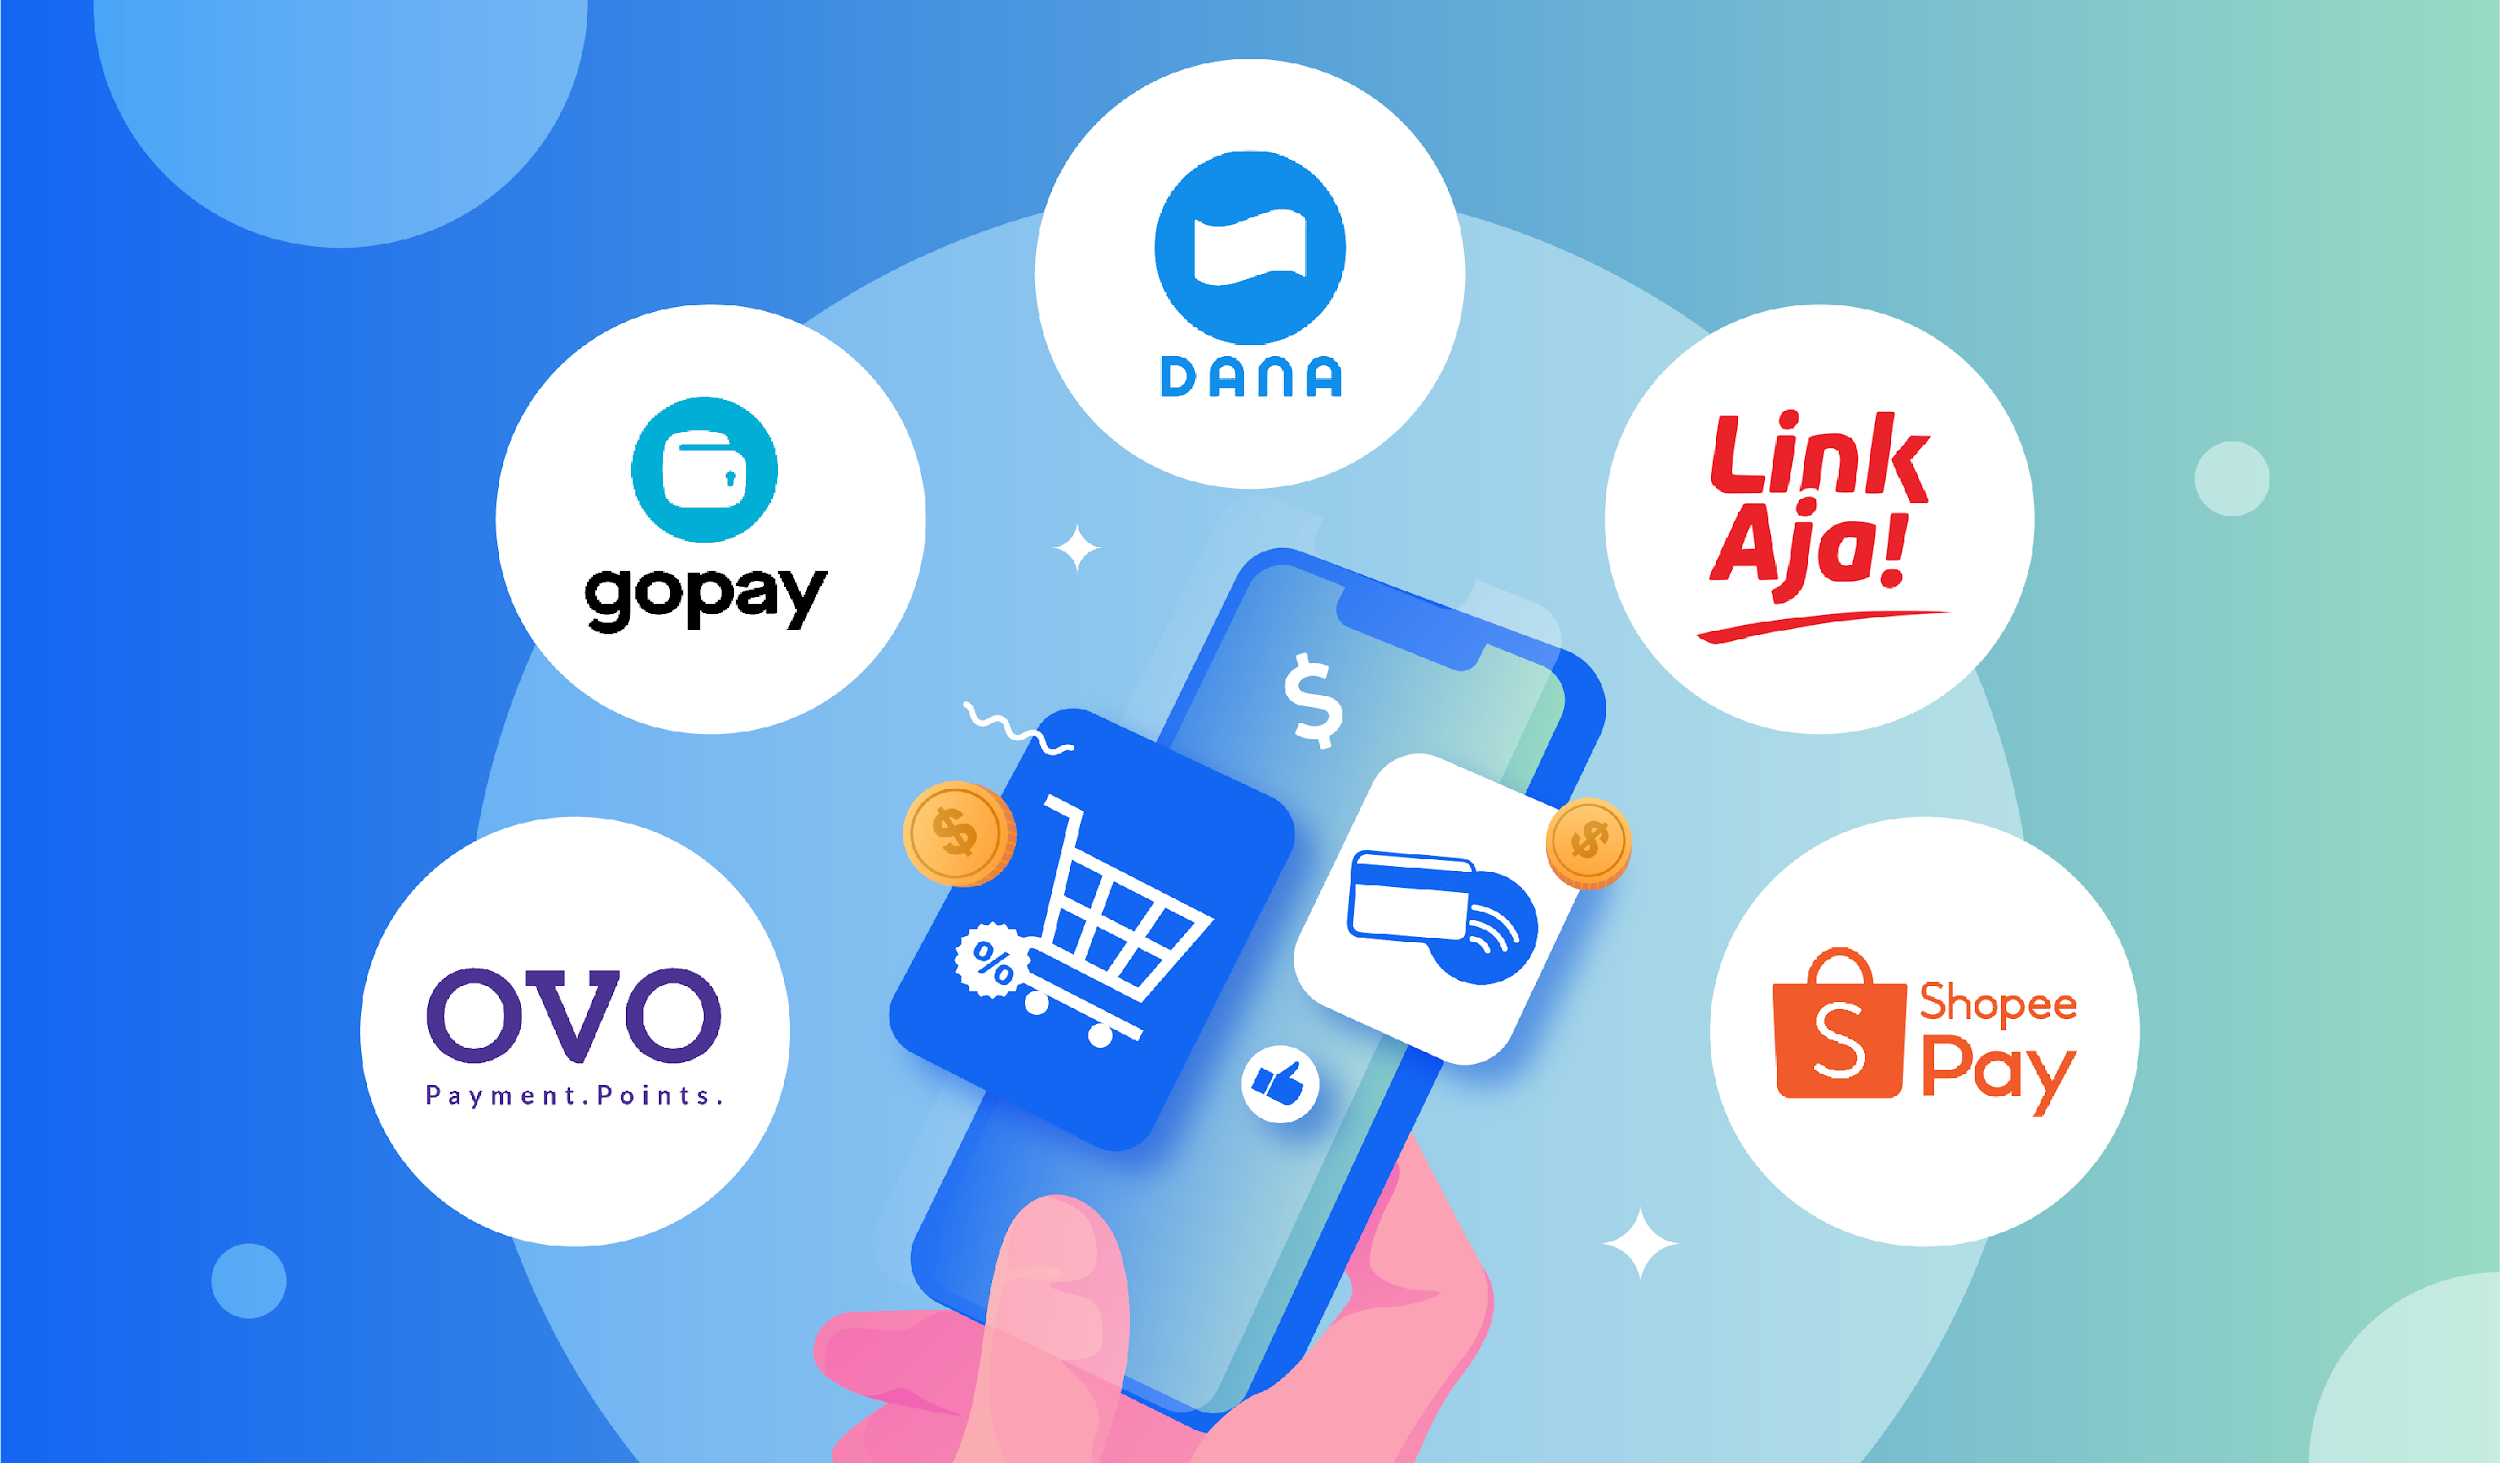 DANA
gopay
Link
Aja!
$
$
$
%
OVO
Payment.Points.
S
Shopee
Pay